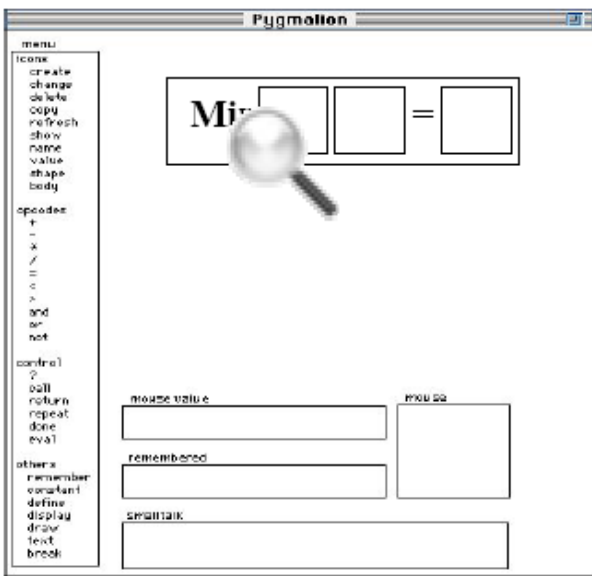 Pygmalion
menu
icons
create
change
delete
copy
refresh
show
name
value
shape
body
opcodes
+
-
*
/
=
<
>
and
or
not
control
?
call
return
repeat
done
eval
others
remember
constant
define
display
draw
text
break
=
mouse value
mouse
remembered
smalltalk